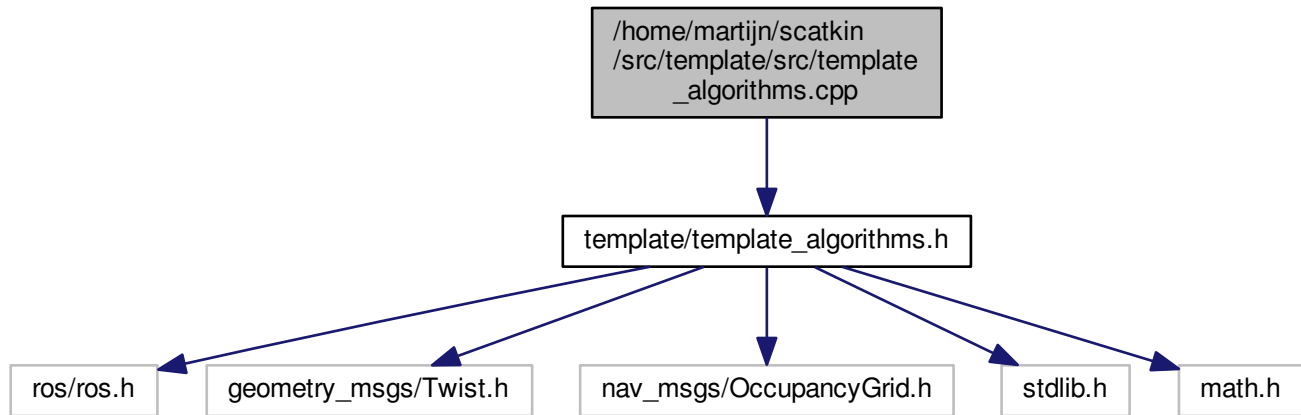 /home/martijn/scatkin
/src/template/src/template
_algorithms.cpp
template/template_algorithms.h
ros/ros.h
geometry_msgs/Twist.h
nav_msgs/OccupancyGrid.h
stdlib.h
math.h